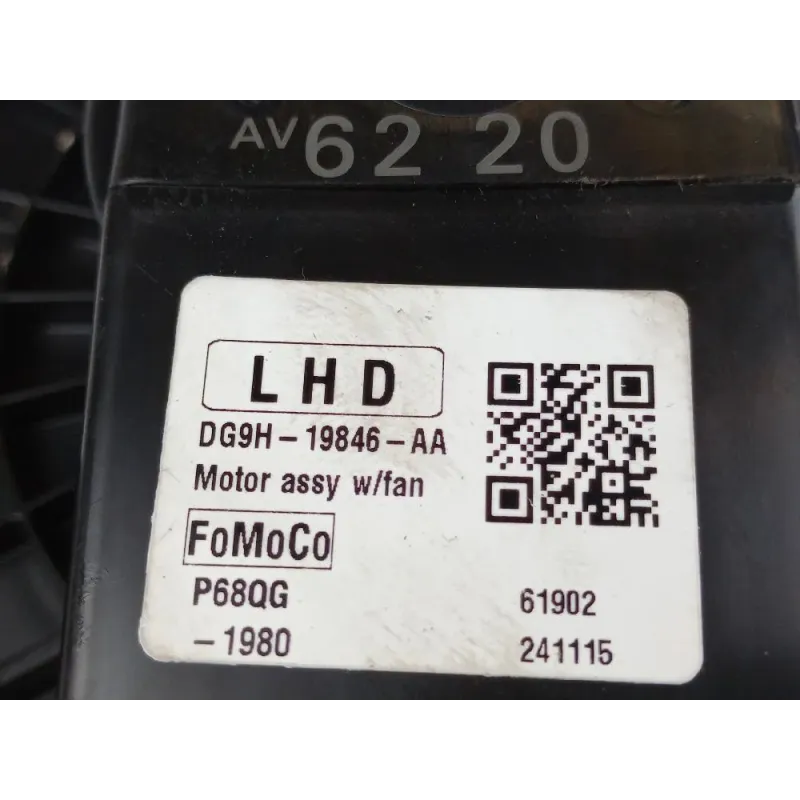 AV62 20
LHD
DG9H-19846-AA
Motor assy w/fan
FoMoCo
P68QG 61902
-1980 241115